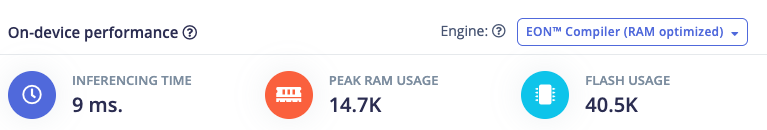 On-device performance ?
Engine: ? EON™ Compiler (RAM optimized)
INFERENCING TIME
9 ms.
PEAK RAM USAGE
14.7K
FLASH USAGE
40.5K